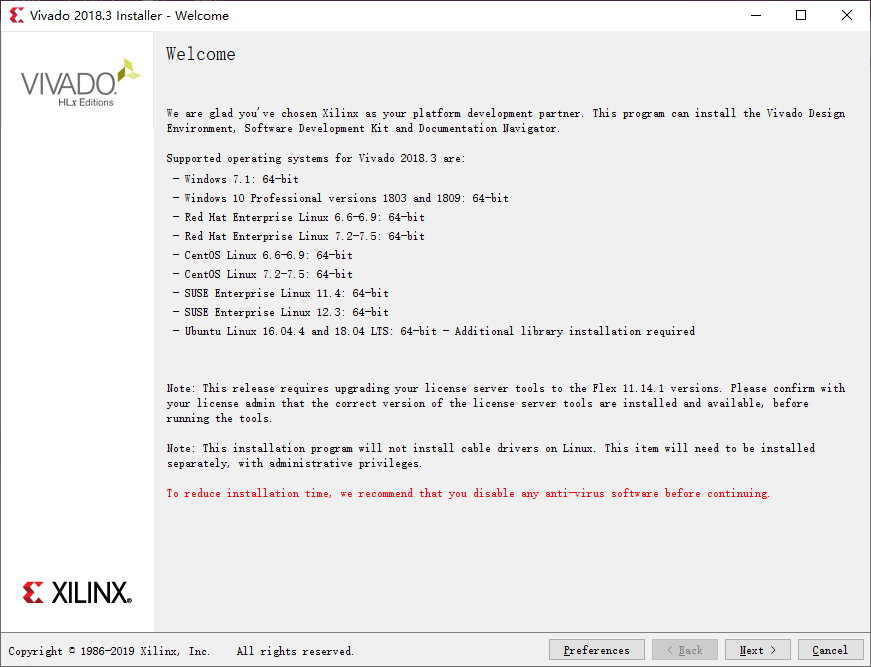 Vivado 2018.3 Installer - Welcome
VIVADO.
HLx Editions
Welcome
We are glad you've chosen Xilinx as your platform development partner. This program can install the Vivado Design
Environment, Software Development Kit and Documentation Navigator.
Supported operating systems for Vivado 2018.3 are:
- Windows 7.1: 64-bit
- Windows 10 Professional versions 1803 and 1809: 64-bit
- Red Hat Enterprise Linux 6.6-6.9: 64-bit
- Red Hat Enterprise Linux 7.2-7.5: 64-bit
- CentOS Linux 6.6-6.9: 64-bit
- CentOS Linux 7.2-7.5: 64-bit
- SUSE Enterprise Linux 11.4: 64-bit
- SUSE Enterprise Linux 12.3: 64-bit
- Ubuntu Linux 16.04.4 and 18.04 LTS: 64-bit - Additional library installation required
Note: This release requires upgrading your license server tools to the Flex 11.14.1 versions. Please confirm with
your license admin that the correct version of the license server tools are installed and available, before
running the tools.
Note: This installation program will not install cable drivers on Linux. This item will need to be installed
separately, with administrative privileges.
To reduce installation time, we recommend that you disable any anti-virus software before continuing.
XILINX®
Copyright © 1986-2019 Xilinx, Inc. All rights reserved.
Preferences < Back Next > Cancel